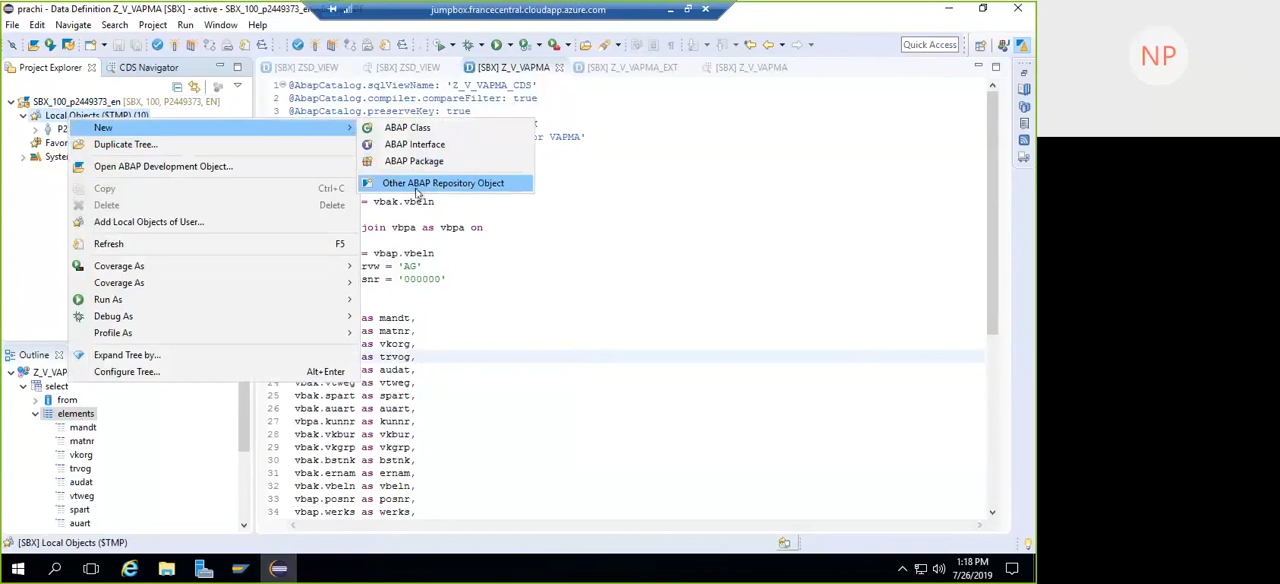 prachi - Data Definition Z_V_VAPMA [SBX] - active - SBX_100_p2449373_en
jumpbox.francecentral.cloudapp.azure.com
NP
File Edit Navigate Search Project Run Window Help
Quick Access
Project Explorer
CDS Navigator
[SBX] ZSD_VIEW
[SBX] ZSD_VIEW
[SBX] Z_V_VAPMA
[SBX] Z_V_VAPMA_EXT
[SBX] Z_V_VAPMA
SBX_100_p2449373_en (SBX, 100, P2449373, EN)
Local Objects ($TMP) (10)
P2
Favor
System
New
Duplicate Tree...
Open ABAP Development Object...
Copy Ctrl+C
Delete Delete
Add Local Objects of User...
Refresh F5
Coverage As
Coverage As
Run As
Debug As
Profile As
Expand Tree by...
Configure Tree... Alt+Enter
ABAP Class
ABAP Interface
ABAP Package
Other ABAP Repository Object
1 @AbapCatalog.sqlViewName: 'Z_V_VAPMA_CDS'
2 @AbapCatalog.compiler.compareFilter: true
3 @AbapCatalog.preserveKey: true
or VAPMA'
= vbak.vbeln
join vbpa as vbpa on
= vbap.vbeln
rvw = 'AG'
snr = '000000'
as mandt,
as matnr,
as vkorg,
as trvog,
as audat,
24 vbak.vtweg as vtweg,
25 vbak.spart as spart,
26 vbak.auart as auart,
27 vbpa.kunnr as kunnr,
28 vbak.vkbur as vkbur,
29 vbak.vkgrp as vkgrp,
30 vbak.bstnk as bstnk,
31 vbak.ernam as ernam,
32 vbak.vbeln as vbeln,
33 vbap.posnr as posnr,
34 vbap.werks as werks,
Outline
Z_V_VAP
select
from
elements
mandt
matnr
vkorg
trvog
audat
vtweg
spart
auart
[SBX] Local Objects ($TMP)
1:18 PM
7/26/2019